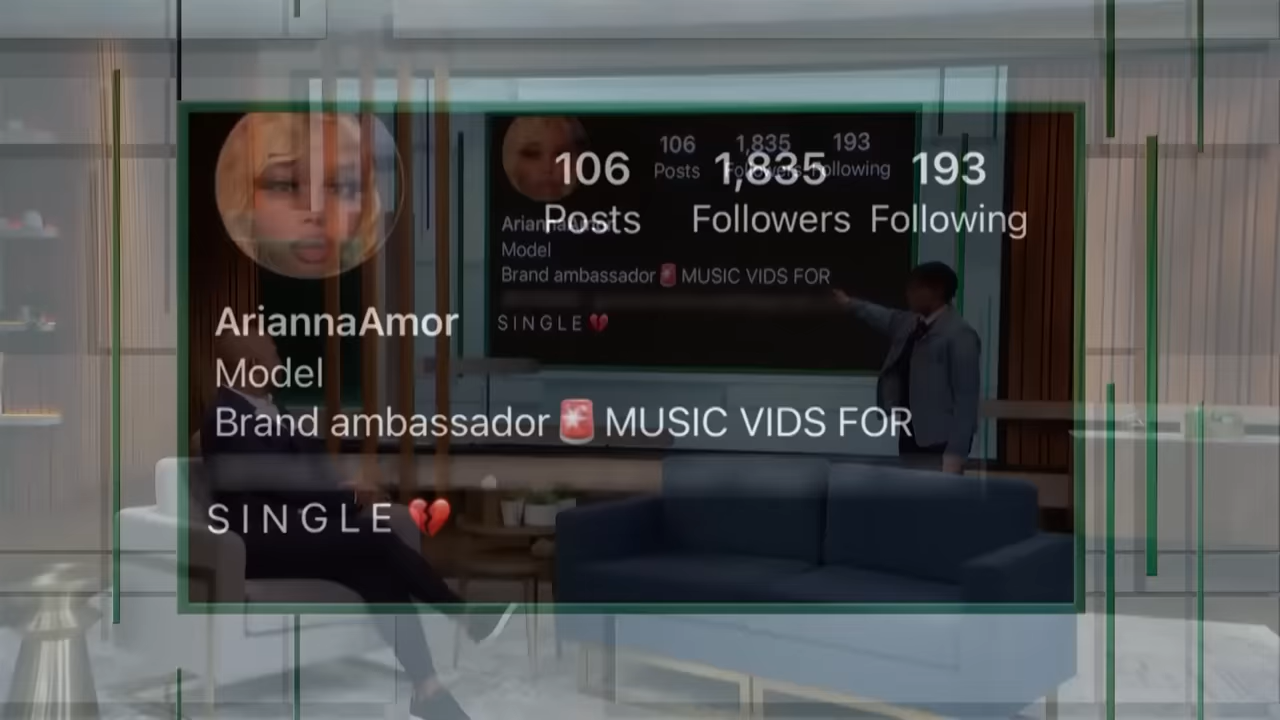 106 1,835 193
Posts Followers Following
AriannaAmor
Model
Brand ambassador🚨 MUSIC VIDS FOR
SINGLE 💔
106 1,835 193
Posts Followers Following
AriannaAmor
Model
Brand ambassador🚨 MUSIC VIDS FOR
SINGLE 💔